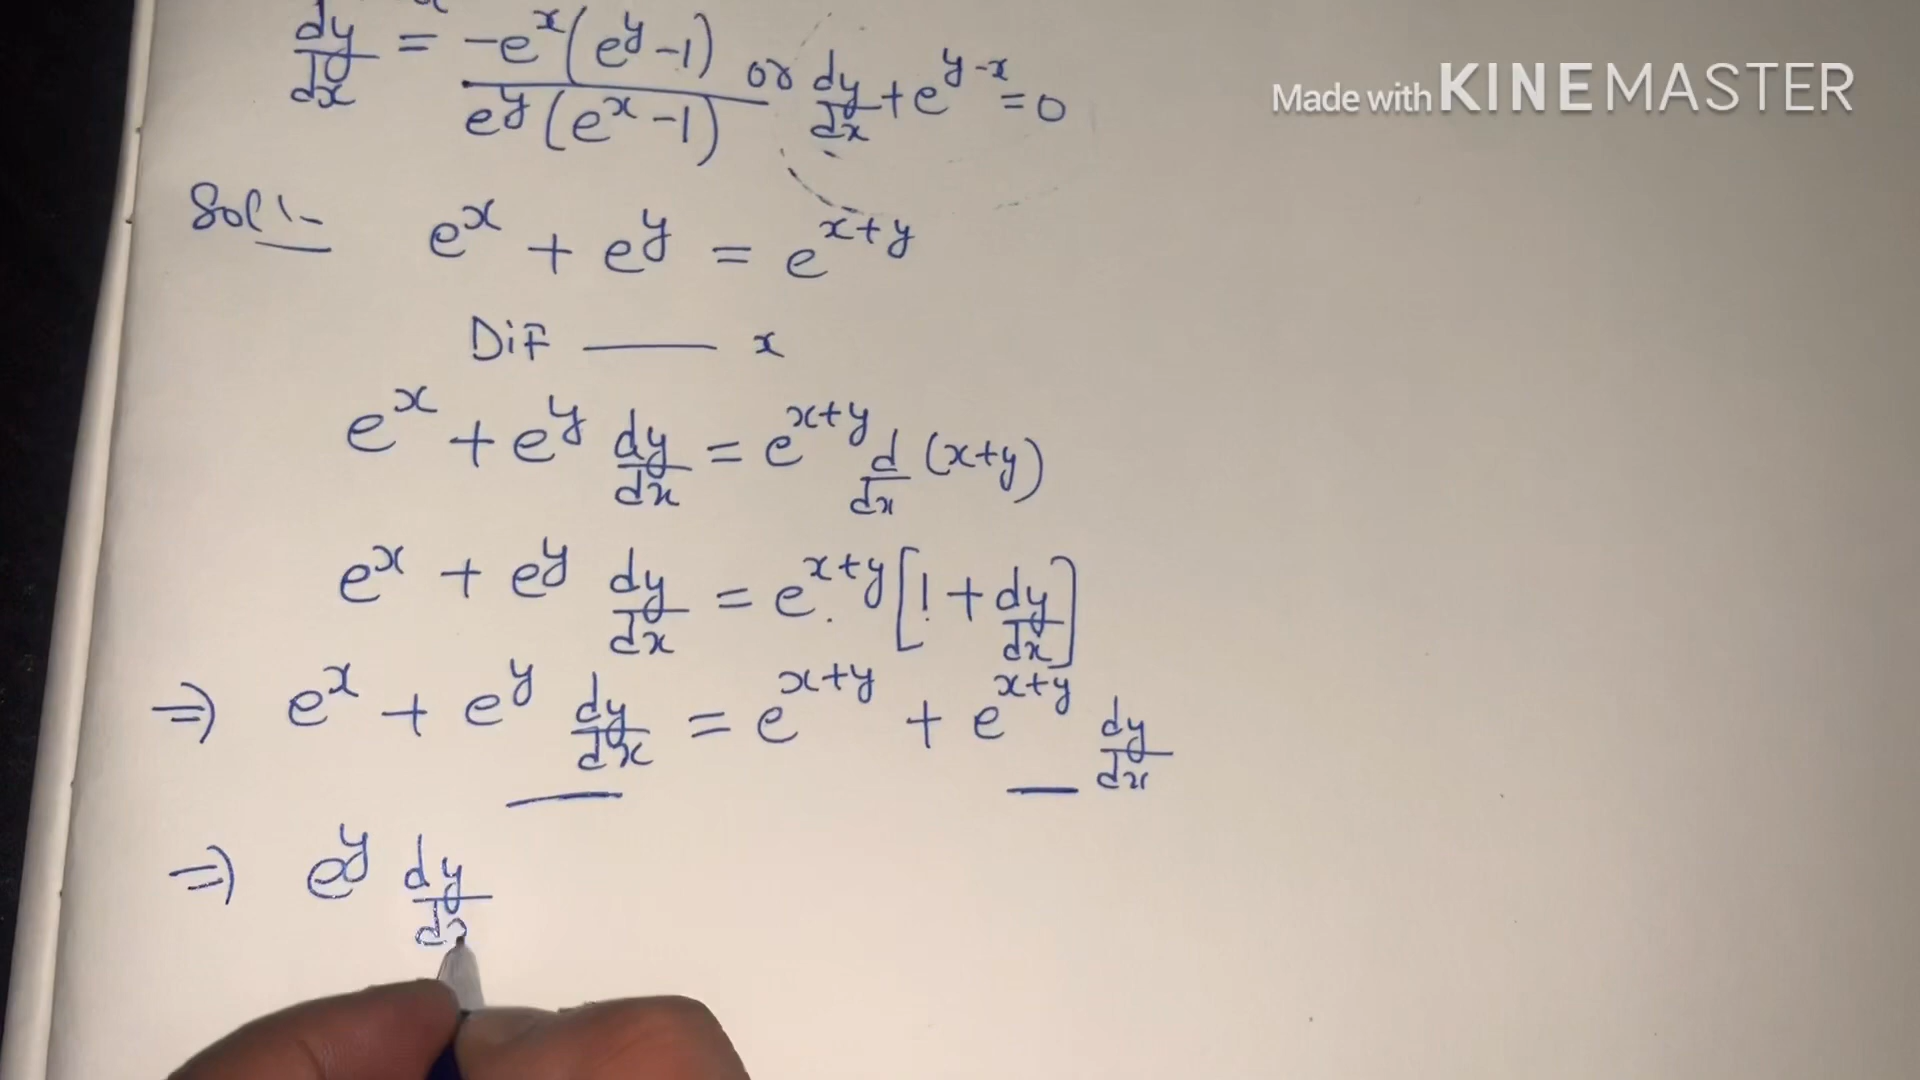 dy/dx = -e^x(e^y-1) / e^y(e^x-1) or dy/dx + e^(y-x) = 0
Made with KINEMASTER
Sol:-  e^x + e^y = e^(x+y)
Dif —— x
e^x + e^y dy/dx = e^(x+y) d/dx (x+y)
e^x + e^y dy/dx = e^(x+y) [1 + dy/dx]
⇒ e^x + e^y dy/dx = e^(x+y) + e^(x+y) dy/dx
⇒ e^y dy/dx